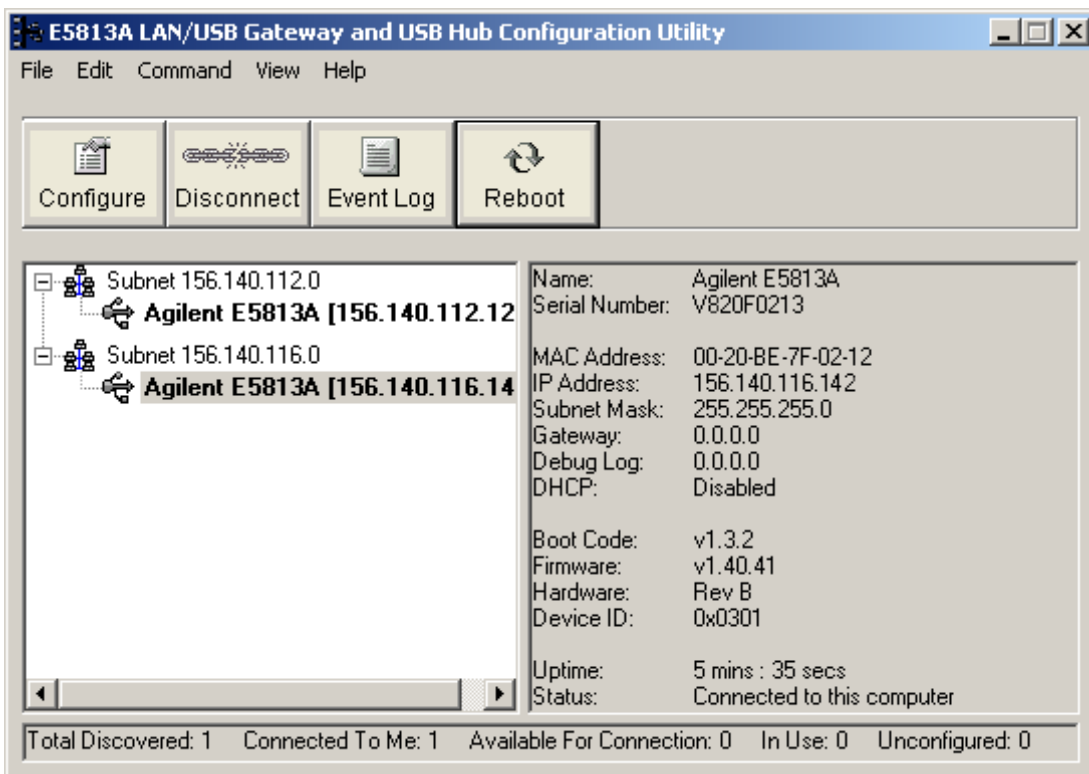 E5813A LAN/USB Gateway and USB Hub Configuration Utility
File Edit Command View Help
Configure Disconnect Event Log Reboot
Subnet 156.140.112.0
Agilent E5813A [156.140.112.12
Subnet 156.140.116.0
Agilent E5813A [156.140.116.14
Name: Agilent E5813A
Serial Number: V820F0213
MAC Address: 00-20-BE-7F-02-12
IP Address: 156.140.116.142
Subnet Mask: 255.255.255.0
Gateway: 0.0.0.0
Debug Log: 0.0.0.0
DHCP: Disabled
Boot Code: v1.3.2
Firmware: v1.40.41
Hardware: Rev B
Device ID: 0x0301
Uptime: 5 mins : 35 secs
Status: Connected to this computer
Total Discovered: 1 Connected To Me: 1 Available For Connection: 0 In Use: 0 Unconfigured: 0